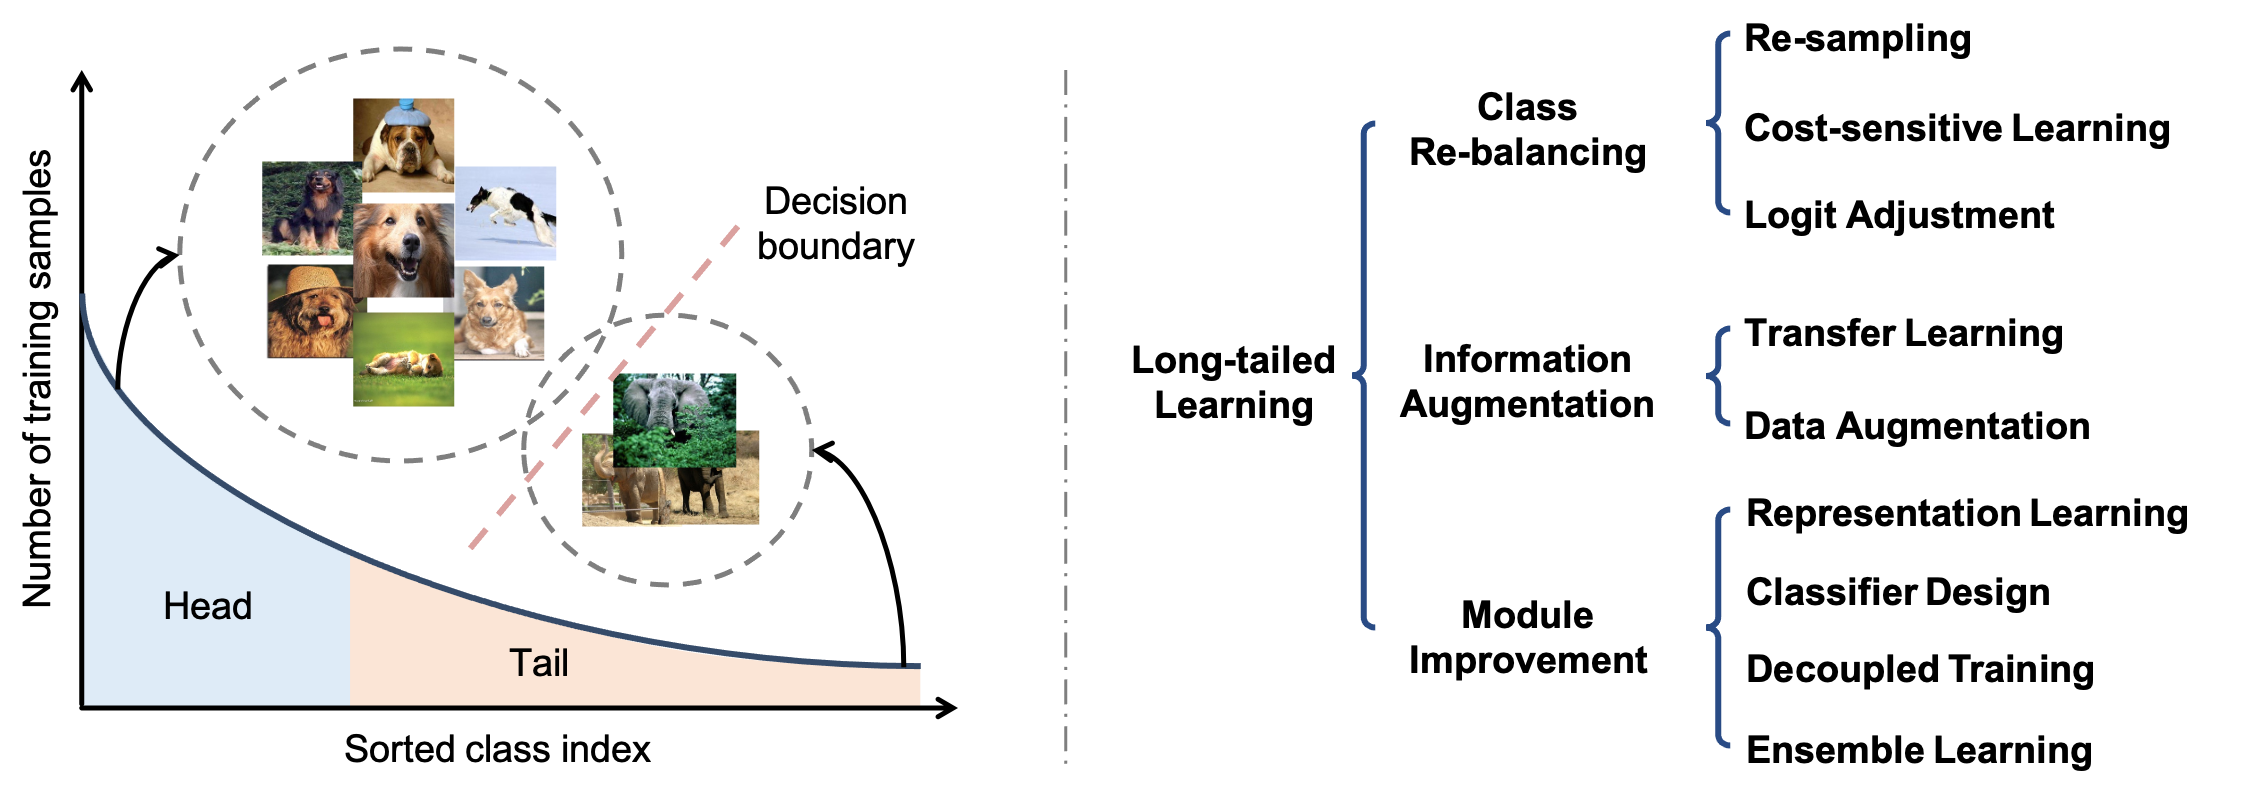 Number of training samples
Decision
boundary
Head
Tail
Sorted class index
Long-tailed
Learning
Class
Re-balancing
Re-sampling
Cost-sensitive Learning
Logit Adjustment
Information
Augmentation
Transfer Learning
Data Augmentation
Module
Improvement
Representation Learning
Classifier Design
Decoupled Training
Ensemble Learning